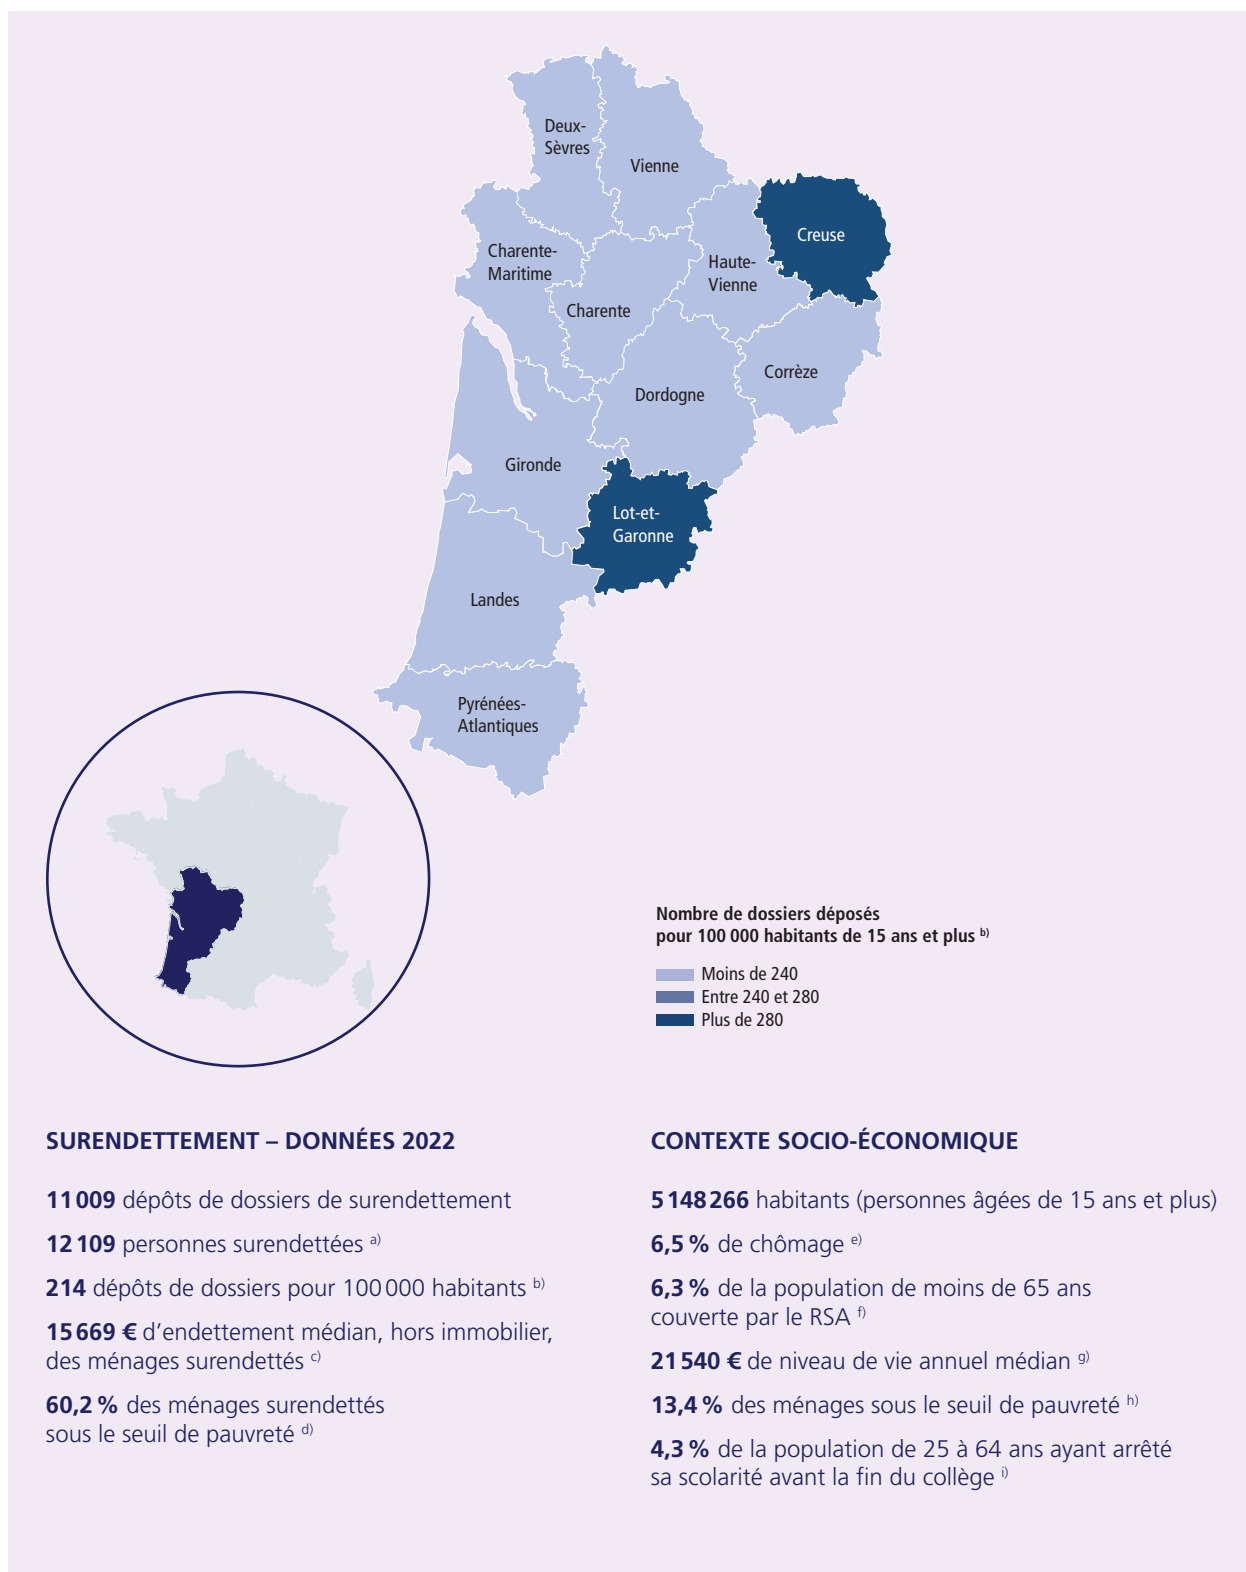 Deux-
Sèvres
Vienne
Creuse
Charente-
Maritime
Haute-
Vienne
Charente
Corrèze
Dordogne
Gironde
Lot-et-
Garonne
Landes
Pyrénées-
Atlantiques
Nombre de dossiers déposés
pour 100 000 habitants de 15 ans et plus b)
Moins de 240
Entre 240 et 280
Plus de 280
SURENDETTEMENT – DONNÉES 2022
11 009 dépôts de dossiers de surendettement
12 109 personnes surendettées a)
214 dépôts de dossiers pour 100 000 habitants b)
15 669 € d’endettement médian, hors immobilier,
des ménages surendettés c)
60,2 % des ménages surendettés
sous le seuil de pauvreté d)
CONTEXTE SOCIO-ÉCONOMIQUE
5 148 266 habitants (personnes âgées de 15 ans et plus)
6,5 % de chômage e)
6,3 % de la population de moins de 65 ans
couverte par le RSA f)
21 540 € de niveau de vie annuel médian g)
13,4 % des ménages sous le seuil de pauvreté h)
4,3 % de la population de 25 à 64 ans ayant arrêté
sa scolarité avant la fin du collège i)